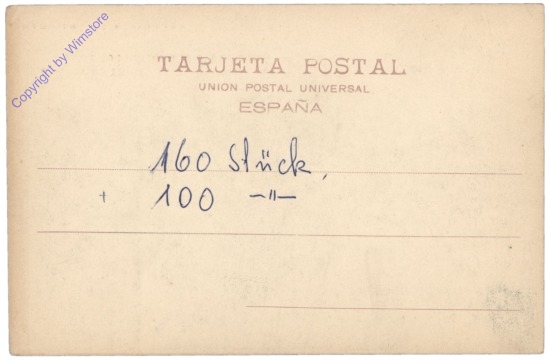 Copyright by Wimstore
TARJETA POSTAL
UNION POSTAL UNIVERSAL
ESPAÑA
160 Stück.
+ 100 —"—